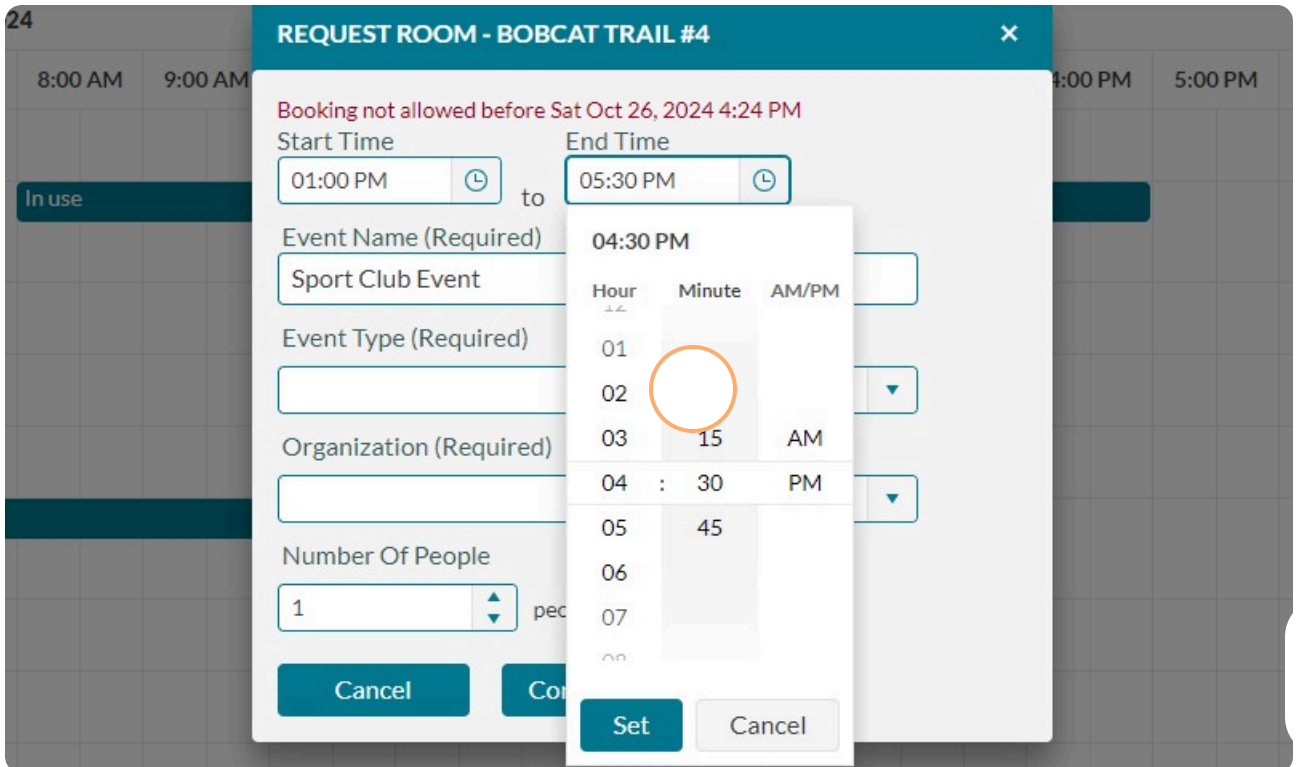 24
REQUEST ROOM - BOBCAT TRAIL #4 ×
8:00 AM 9:00 AM 4:00 PM 5:00 PM
Booking not allowed before Sat Oct 26, 2024 4:24 PM
Start Time End Time
01:00 PM to 05:30 PM
In use
Event Name (Required)
Sport Club Event
04:30 PM
Hour Minute AM/PM
12
01
02
03 15 AM
04 : 30 PM
05 45
06
07
08
Event Type (Required)
Organization (Required)
Number Of People
1
Cancel
Set Cancel